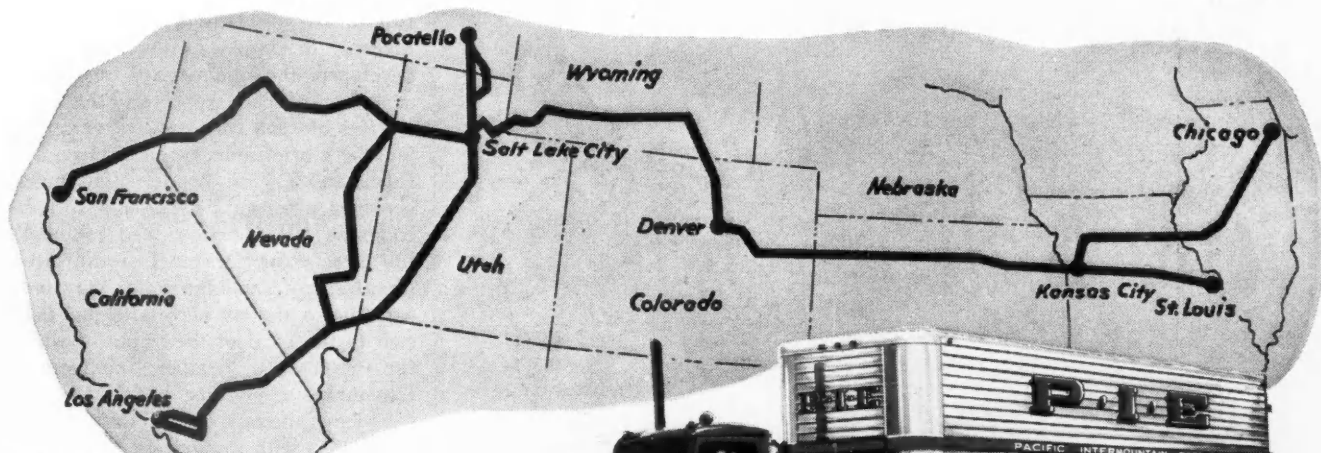 Pocatello
Wyoming
Chicago
Salt Lake City
San Francisco
Nebraska
Denver
Nevada
Utah
Kansas City
St. Louis
California
Colorado
Los Angeles
P-I-E
P-I-E
PACIFIC INTERMOUNTAIN